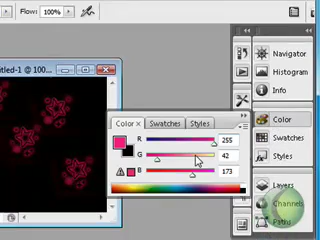 Flow: 100%
titled-1 @ 100...
Color × Swatches Styles
R 255
G 42
B 173
Navigator
Histogram
Info
Color
Swatches
Styles
Layers
Channels
Paths